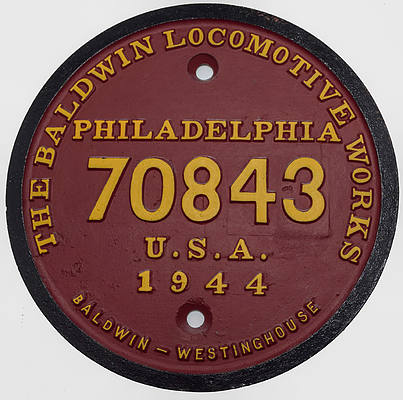 THE BALDWIN LOCOMOTIVE WORKS
PHILADELPHIA
70843
U.S.A.
1944
BALDWIN — WESTINGHOUSE